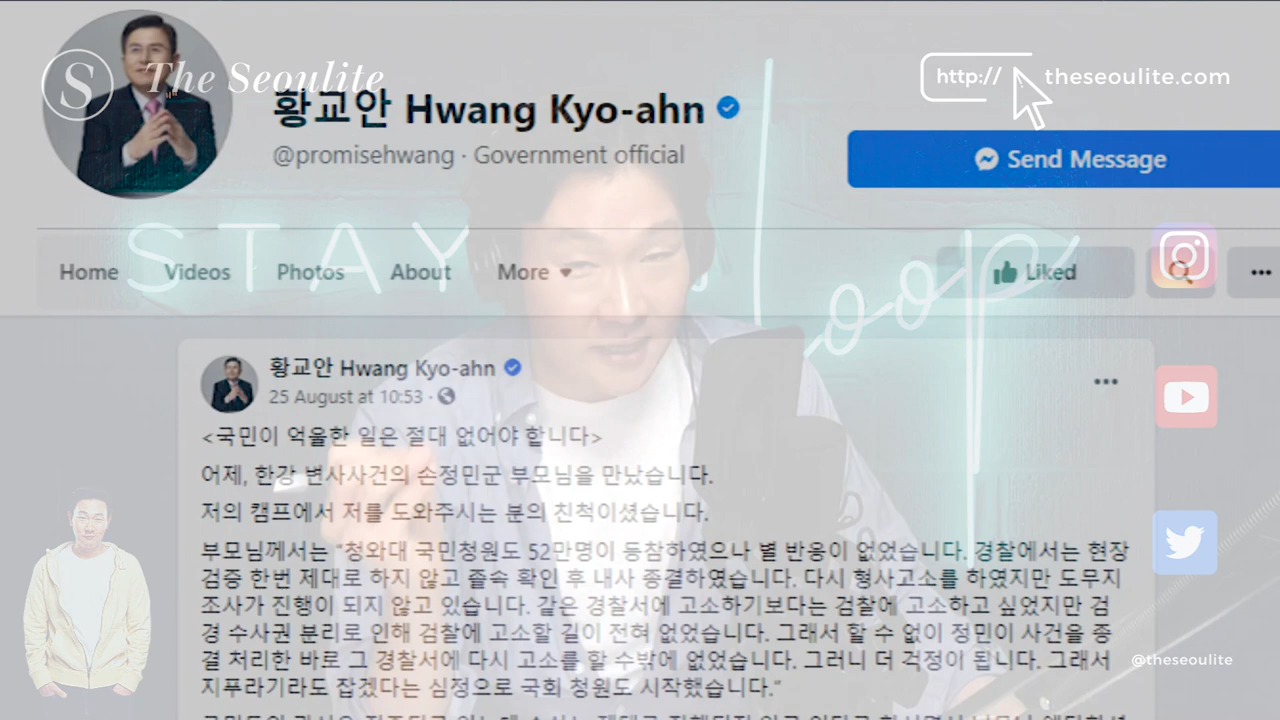 The Seoulite
S
http://
theseoulite.com
황교안 Hwang Kyo-ahn
@promisehwang · Government official
Send Message
STAY
Loop
Home Videos Photos About More
Liked
황교안 Hwang Kyo-ahn
25 August at 10:53 ·
<국민이 억울한 일은 절대 없어야 합니다>
어제, 한강 변사사건의 손정민군 부모님을 만났습니다.
저의 캠프에서 저를 도와주시는 분의 친척이셨습니다.
부모님께서는 "청와대 국민청원도 52만명이 동참하였으나 별 반응이 없었습니다. 경찰에서는 현장
검증 한번 제대로 하지 않고 졸속 확인 후 내사 종결하였습니다. 다시 형사고소를 하였지만 도무지
조사가 진행이 되지 않고 있습니다. 같은 경찰서에 고소하기보다는 검찰에 고소하고 싶었지만 검
경 수사권 분리로 인해 검찰에 고소할 길이 전혀 없었습니다. 그래서 할 수 없이 정민이 사건을 종
결 처리한 바로 그 경찰서에 다시 고소를 할 수밖에 없었습니다. 그러니 더 걱정이 됩니다. 그래서
지푸라기라도 잡겠다는 심정으로 국회 청원도 시작했습니다."
@theseoulite